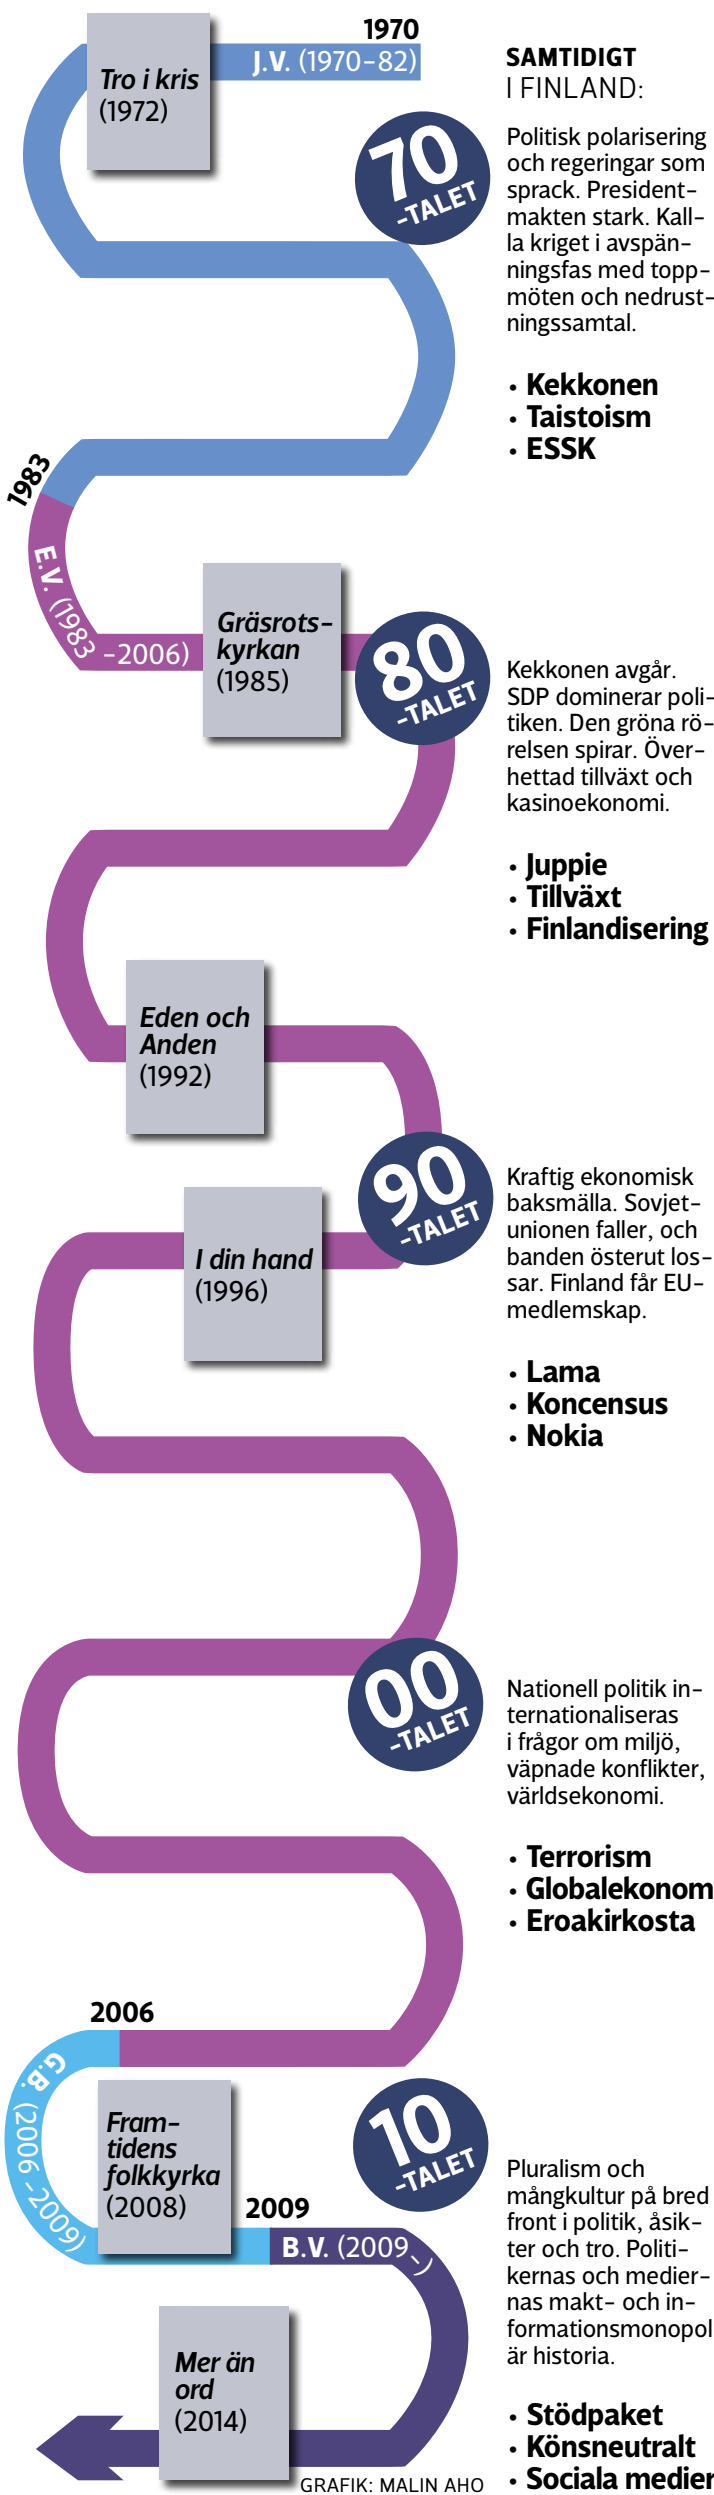 1970
J.V. (1970-82)
Tro i kris
(1972)
SAMTIDIGT
I FINLAND:
70
-TALET
Politisk polarisering
och regeringar som
sprack. President-
makten stark. Kall-
la kriget i avspän-
ningsfas med topp-
möten och nedrust-
ningssamtal.
• Kekkonen
• Taistoism
• ESSK
1983
E.V. (1983 -2006)
Gräsrots-
kyrkan
(1985)
80
-TALET
Kekkonen avgår.
SDP dominerar poli-
tiken. Den gröna rö-
relsen spirar. Över-
hettad tillväxt och
kasinoekonomi.
• Juppie
• Tillväxt
• Finlandisering
Eden och
Anden
(1992)
90
-TALET
I din hand
(1996)
Kraftig ekonomisk
baksmälla. Sovjet-
unionen faller, och
banden österut los-
sar. Finland får EU-
medlemskap.
• Lama
• Koncensus
• Nokia
00
-TALET
Nationell politik in-
ternationaliseras
i frågor om miljö,
väpnade konflikter,
världsekonomi.
• Terrorism
• Globalekonom
• Eroakirkosta
2006
G.B. (2006 -2009)
Fram-
tidens
folkkyrka
(2008)
10
-TALET
2009
B.V. (2009_-)
Pluralism och
mångkultur på bred
front i politik, åsik-
ter och tro. Politi-
kernas och medier-
nas makt- och in-
formationsmonopol
är historia.
Mer än
ord
(2014)
• Stödpaket
• Könsneutralt
• Sociala medier
GRAFIK: MALIN AHO